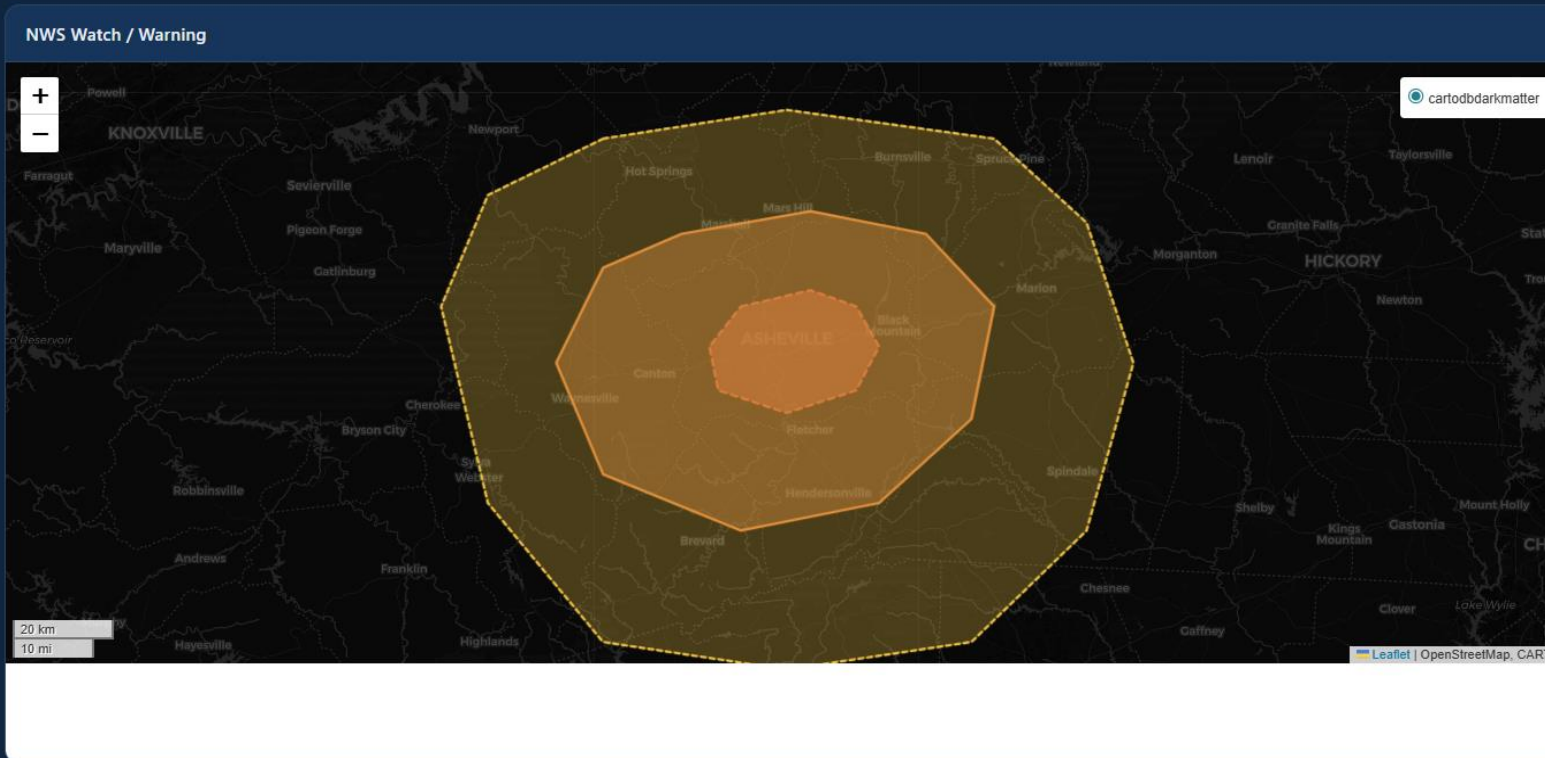 NWS Watch / Warning
+
−
cartodbdarkmatter
Powell
KNOXVILLE
Newport
Farragut
Sevierville
Hot Springs
Burnsville
Spruce Pine
Lenoir
Taylorsville
Mars Hill
Marshall
Pigeon Forge
Maryville
Gatlinburg
Granite Falls
Morganton
HICKORY
Stat
Tro
Marion
Newton
Black
Mountain
ASHEVILLE
Canton
Waynesville
Cherokee
Bryson City
Fletcher
Sylva
Webster
Spindale
Robbinsville
Hendersonville
Shelby
Mount Holly
Kings
Mountain
Gastonia
CH
Brevard
Andrews
Franklin
Chesnee
Clover
Lake Wylie
Gaffney
Highlands
Hayesville
20 km
10 mi
Leaflet | OpenStreetMap, CART